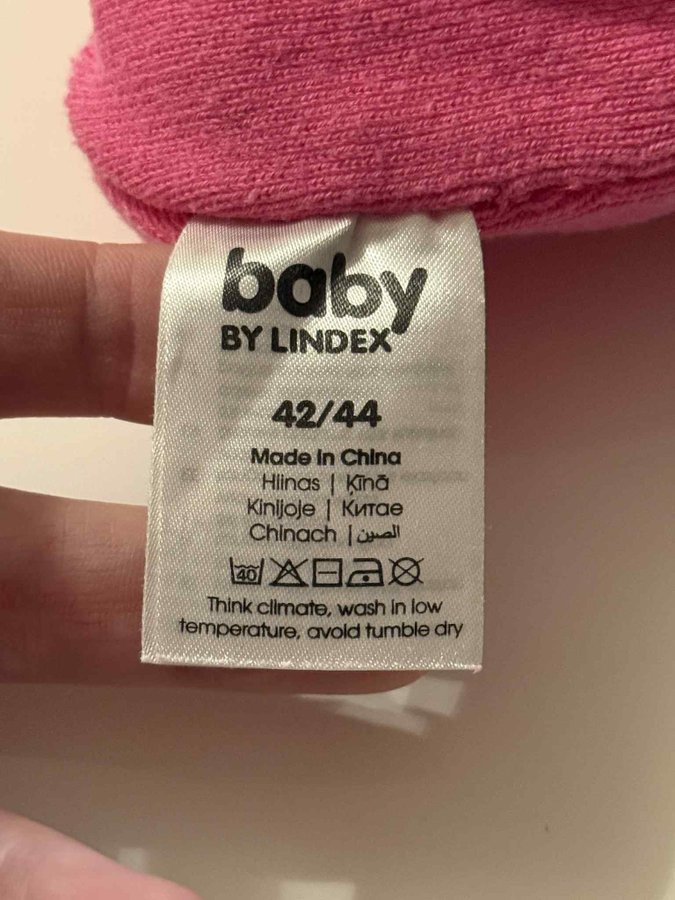 baby
BY LINDEX
42/44
Made in China
Hiinas | Ķīnā
Kinijoje | Китае
Chinach | الصين
40
Think climate, wash in low
temperature, avoid tumble dry